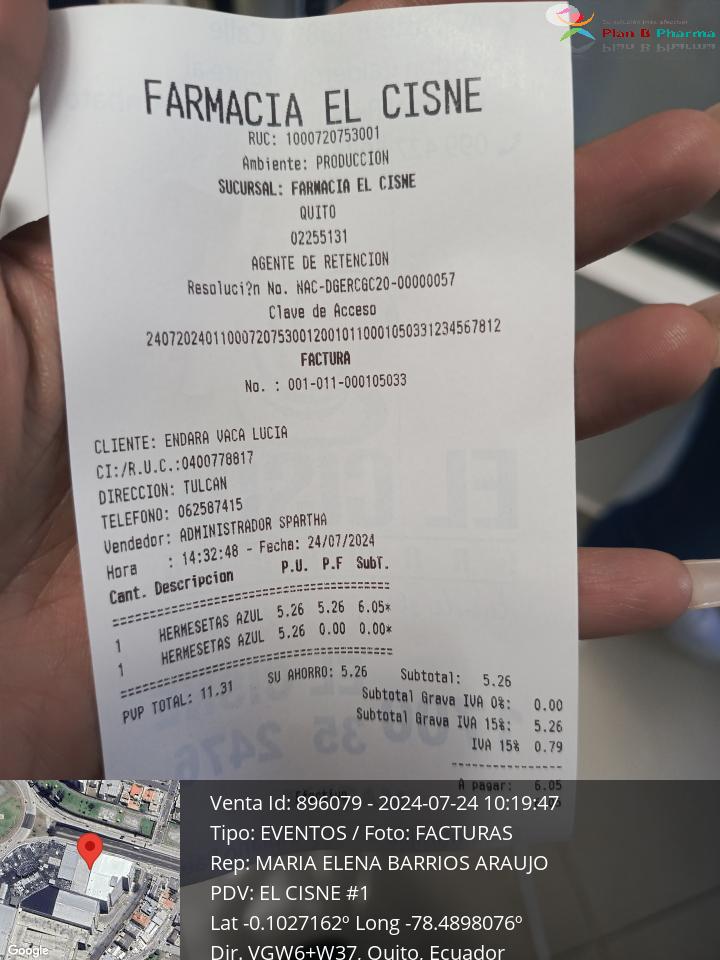 Plan B Pharma
FARMACIA EL CISNE
RUC: 1000720753001
Ambiente: PRODUCCION
SUCURSAL: FARMACIA EL CISNE
QUITO
02255131
AGENTE DE RETENCION
Resoluci?n No. NAC-DGERCGC20-00000057
Clave de Acceso
2407202401100072075300120010110001050331234567812
FACTURA
No. : 001-011-000105033
CLIENTE: ENDARA VACA LUCIA
CI:/R.U.C.:0400778817
DIRECCION: TULCAN
TELEFONO: 062587415
Vendedor: ADMINISTRADOR SPARTHA
Hora : 14:32:48 - Fecha: 24/07/2024
Cant. Descripcion P.U. P.F SubT.
1 HERMESETAS AZUL 5.26 5.26 6.05*
1 HERMESETAS AZUL 5.26 0.00 0.00*
PVP TOTAL: 11.31 SU AHORRO: 5.26 Subtotal: 5.26
Subtotal Grava IVA 0%: 0.00
Subtotal Grava IVA 15%: 5.26
IVA 15% 0.79
A pagar: 6.05
Venta Id: 896079 - 2024-07-24 10:19:47
Tipo: EVENTOS / Foto: FACTURAS
Rep: MARIA ELENA BARRIOS ARAUJO
PDV: EL CISNE #1
Lat -0.1027162º Long -78.4898076º
Dir. VGW6+W37, Quito, Ecuador
Google